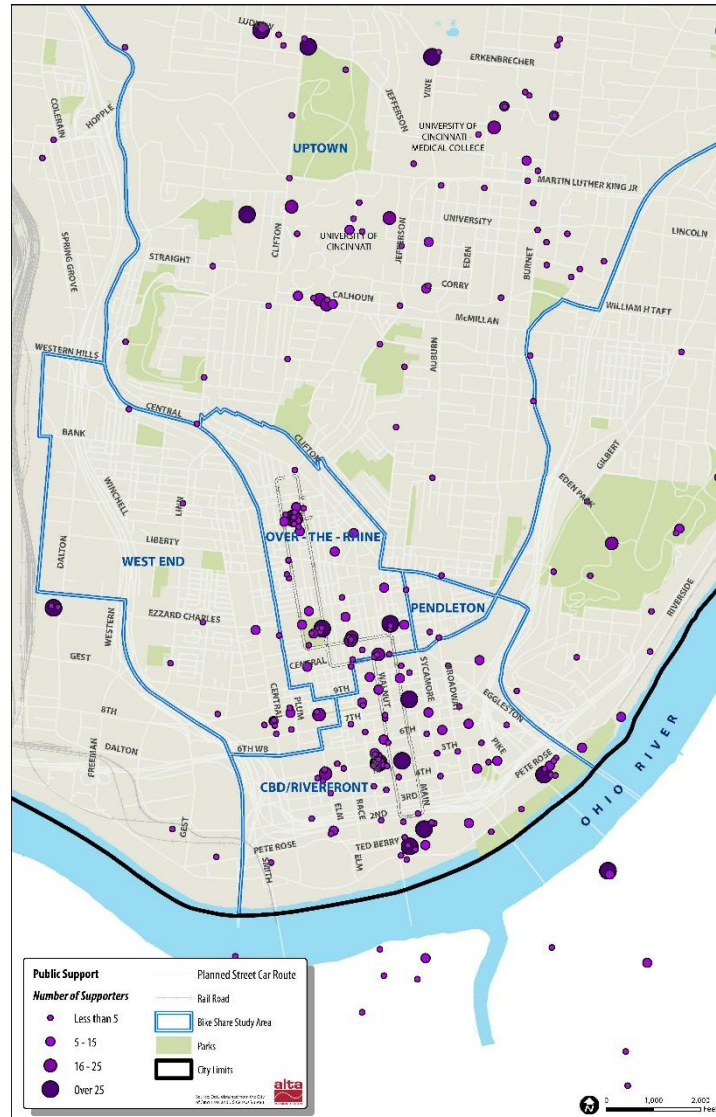 LUDLOW
ERKENBRECHER
COLERAIN
HOPPLE
JEFFERSON
VINE
UNIVERSITY OF
CINCINNATI -
MEDICAL COLLEGE
UPTOWN
MARTIN LUTHER KING JR
SPRING GROVE
CLIFTON
UNIVERSITY OF
CINCINNATI
JEFFERSON
UNIVERSITY
EDEN
BURNET
LINCOLN
STRAIGHT
CORRY
CALHOUN
McMILLAN
WILLIAM H TAFT
WESTERN HILLS
AUBURN
CENTRAL
BANK
CLIFTON
GILBERT
WINCHELL
LINN
EDEN PARK
LIBERTY
OVER - THE - RHINE
DALTON
WEST END
PENDLETON
RIVERSIDE
WESTERN
EZZARD CHARLES
GEST
CENTRAL
SYCAMORE
BROADWAY
EGGLESTON
9TH
WALNUT
8TH
CENTRAL
PLUM
7TH
6TH
5TH
PIKE
FREEMAN
DALTON
6TH WB
4TH
PETE ROSE
OHIO RIVER
CBD/RIVERFRONT
3RD
MAIN
ELM
RACE
2ND
GEST
PETE ROSE
TED BERRY
SMITH
ELM
Public Support
Number of Supporters
Less than 5
5 - 15
16 - 25
Over 25
Planned Street Car Route
Rail Road
Bike Share Study Area
Parks
City Limits
alta
N
0 1,000 2,000
Feet